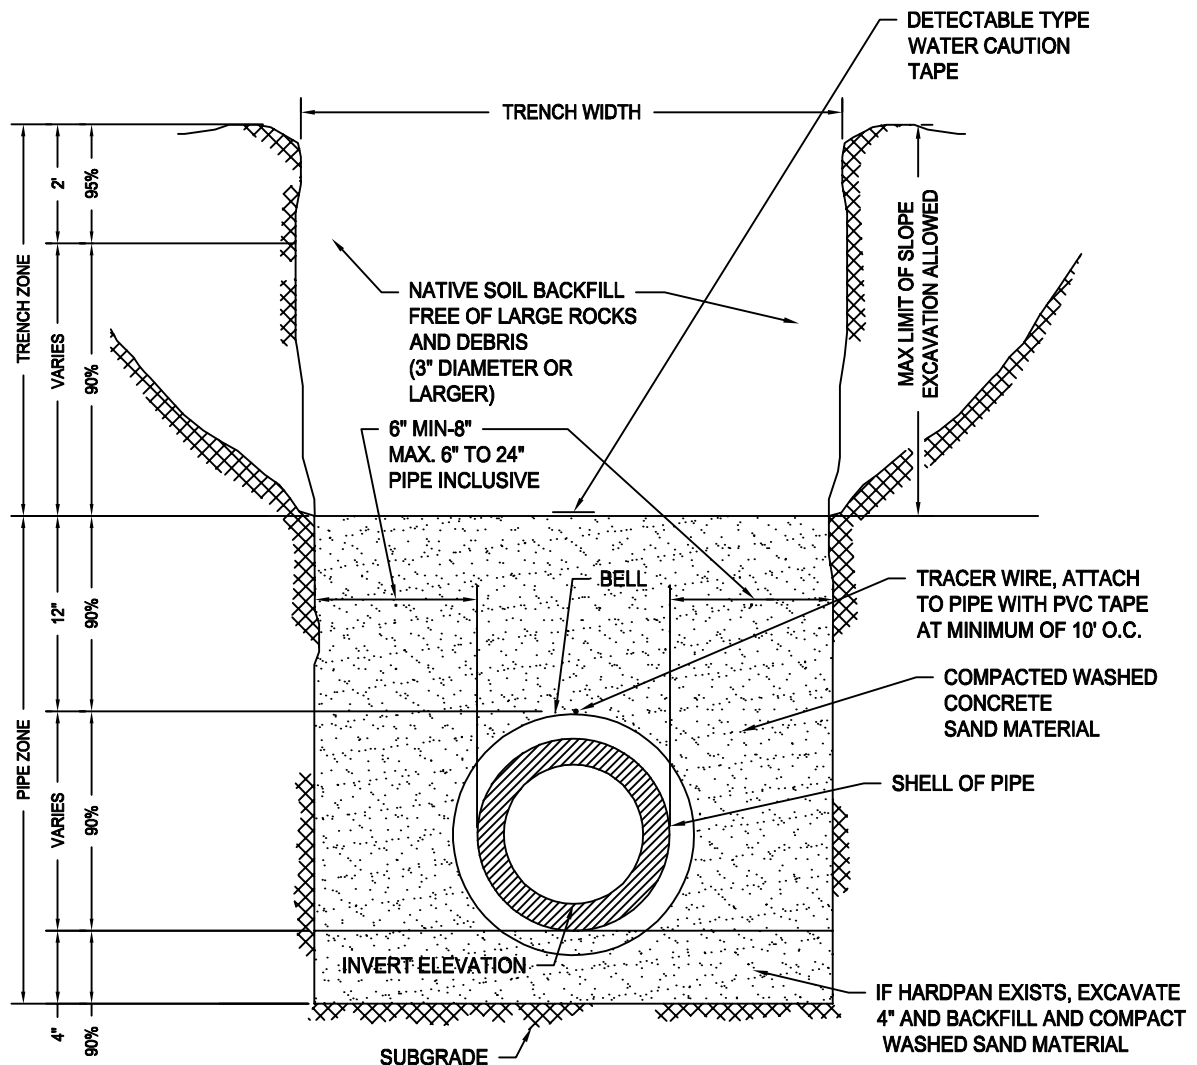 DETECTABLE TYPE
WATER CAUTION
TAPE
TRENCH WIDTH
2'
95%
TRENCH ZONE
VARIES
90%
MAX LIMIT OF SLOPE
EXCAVATION ALLOWED
NATIVE SOIL BACKFILL
FREE OF LARGE ROCKS
AND DEBRIS
(3" DIAMETER OR
LARGER)
6" MIN-8"
MAX. 6" TO 24"
PIPE INCLUSIVE
BELL
12"
90%
TRACER WIRE, ATTACH
TO PIPE WITH PVC TAPE
AT MINIMUM OF 10' O.C.
COMPACTED WASHED
CONCRETE
SAND MATERIAL
PIPE ZONE
VARIES
90%
SHELL OF PIPE
INVERT ELEVATION
IF HARDPAN EXISTS, EXCAVATE
4" AND BACKFILL AND COMPACT
WASHED SAND MATERIAL
4"
90%
SUBGRADE